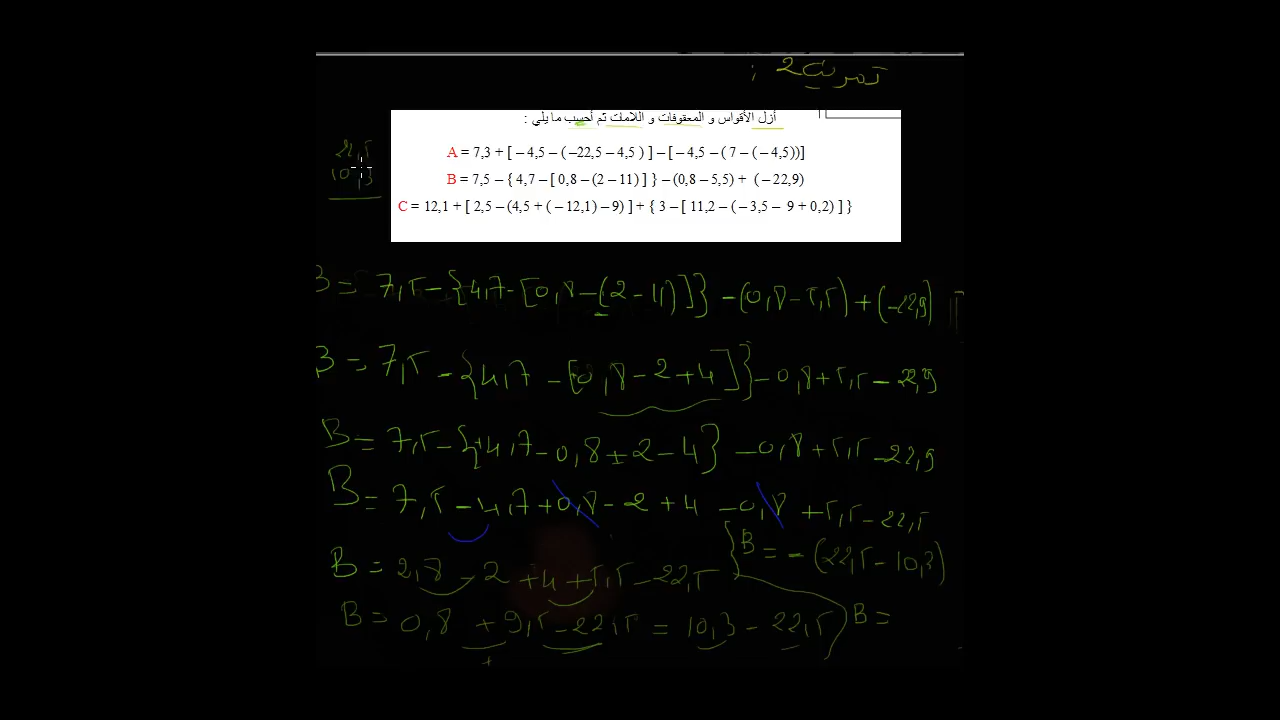 تمرين 2 :
أزل الأقواس و المعقوفات و اللامات ثم أحسب ما يلي :
A = 7,3 + [ – 4,5 – ( –22,5 – 4,5 ) ] – [ – 4,5 – ( 7 – ( – 4,5))]
B = 7,5 – { 4,7 – [ 0,8 – (2 – 11) ] } – (0,8 – 5,5) + ( – 22,9)
C = 12,1 + [ 2,5 – (4,5 + ( – 12,1) – 9) ] + { 3 – [ 11,2 – ( – 3,5 – 9 + 0,2) ] }
22,5
10,3
B = 7,5 - {4,7 - [0,8 - (2 - 11)]} - (0,8 - 5,5) + (-22,9)
B = 7,5 - {4,7 - [0,8 - 2 + 4]} - 0,8 + 5,5 - 22,9
B = 7,5 - {+4,7 - 0,8 + 2 - 4} - 0,8 + 5,5 - 22,9
B = 7,5 - 4,7 + 0,8 - 2 + 4 - 0,8 + 5,5 - 22,5
B = 2,8 - 2 + 4 + 5,5 - 22,5
B = 0,8 + 9,5 - 22,5 = 10,3 - 22,5
B = - (22,5 - 10,3)
B =